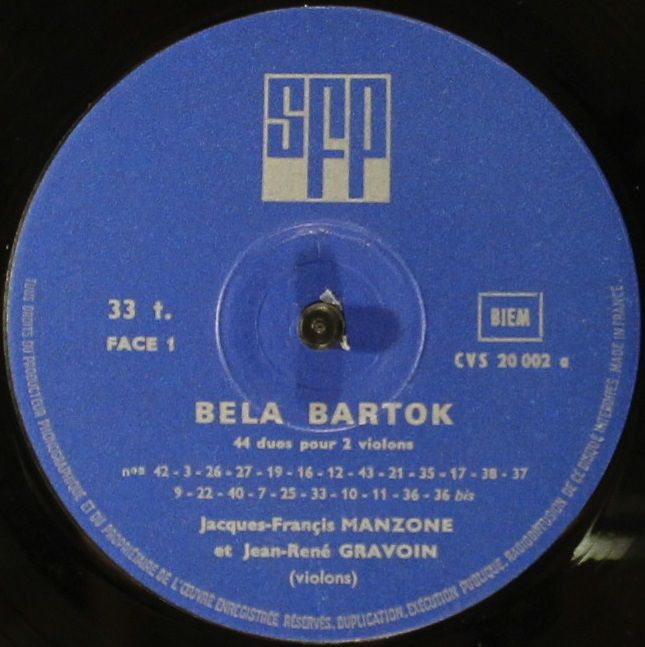 SFP
33 t.
FACE 1
BIEM
CVS 20 002 a
BELA BARTOK
44 duos pour 2 violons
nos 42 - 3 - 26 - 27 - 19 - 16 - 12 - 43 - 21 - 35 - 17 - 38 - 37
9 - 22 - 40 - 7 - 25 - 33 - 10 - 11 - 36 - 36 bis
Jacques-Françis MANZONE
et Jean-René GRAVOIN
(violons)
TOUS DROITS DU PRODUCTEUR PHONOGRAPHIQUE ET DU PROPRIÉTAIRE DE L'ŒUVRE ENREGISTRÉE RÉSERVÉS. DUPLICATION, EXÉCUTION PUBLIQUE, RADIODIFFUSION DE CE DISQUE INTERDITES. MADE IN FRANCE.